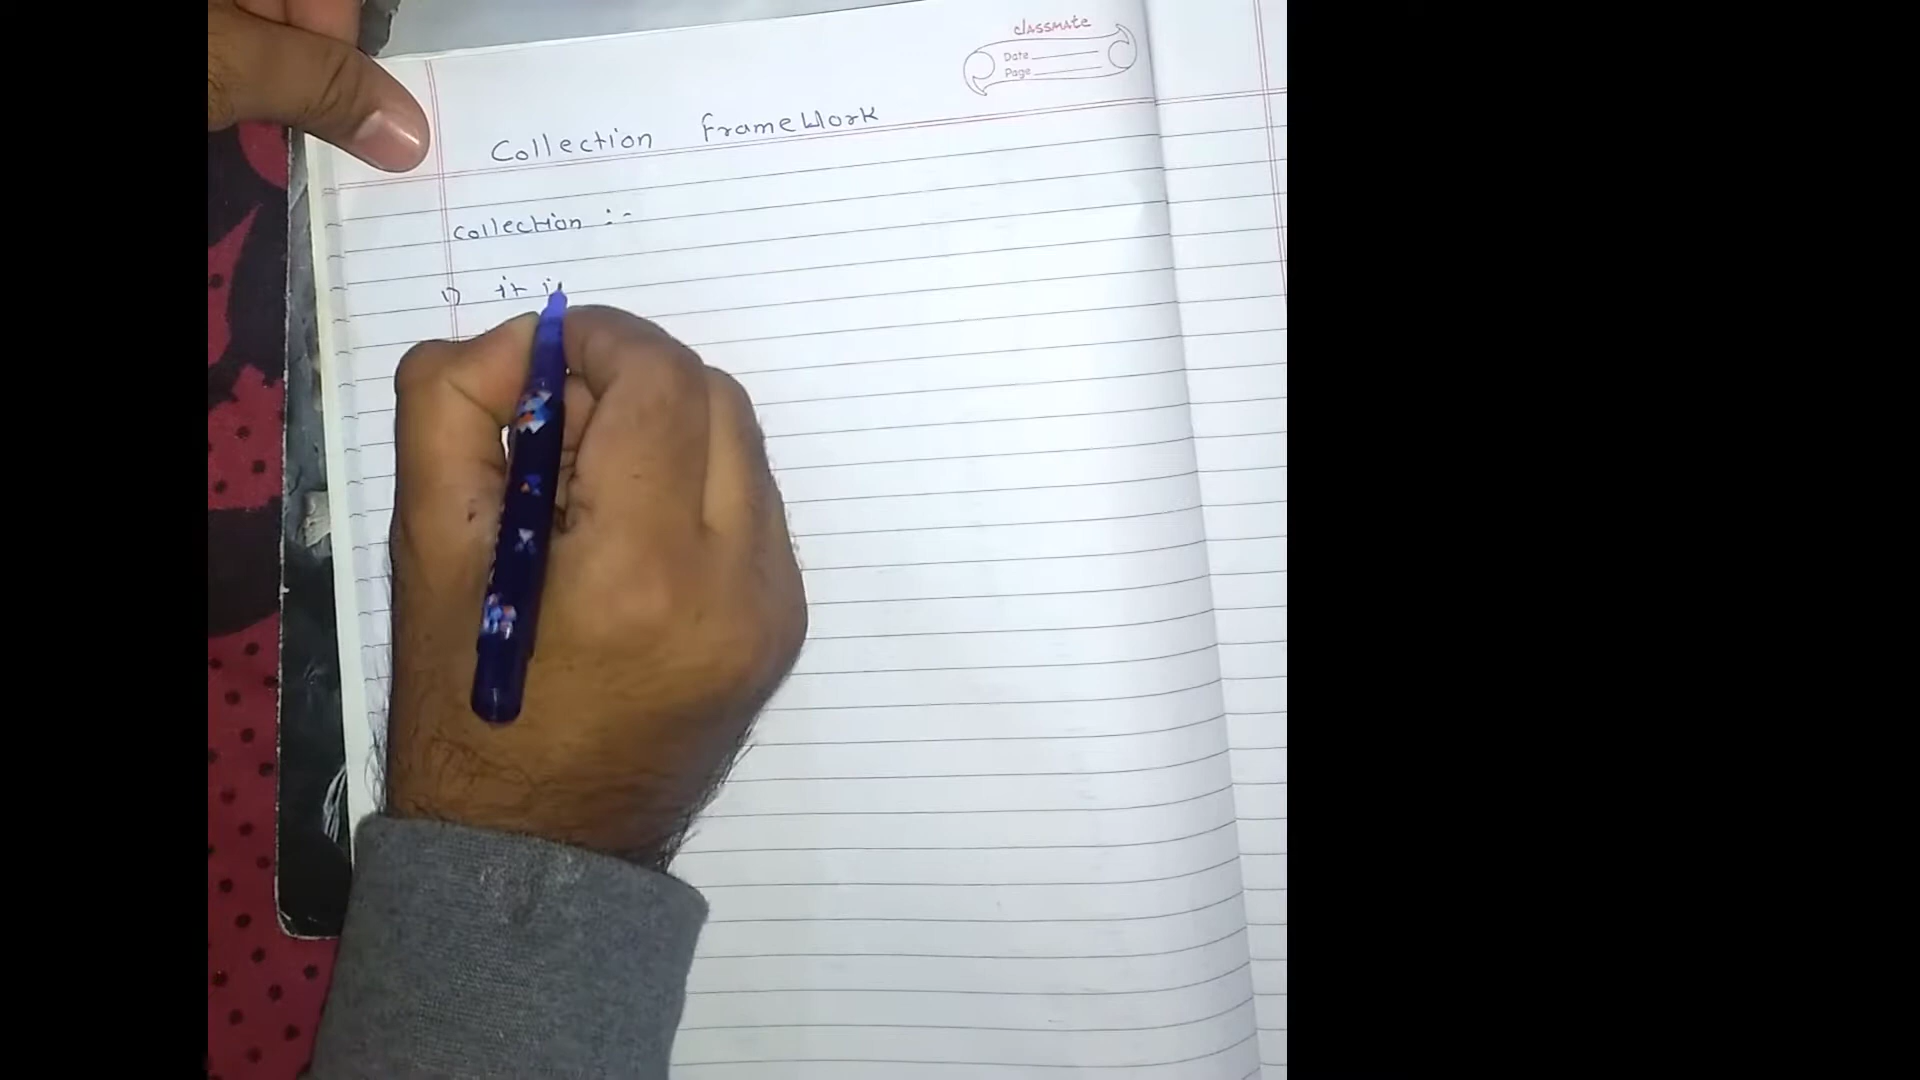 classmate
Date
Page
Collection FrameWork
Collection :-
1) it i